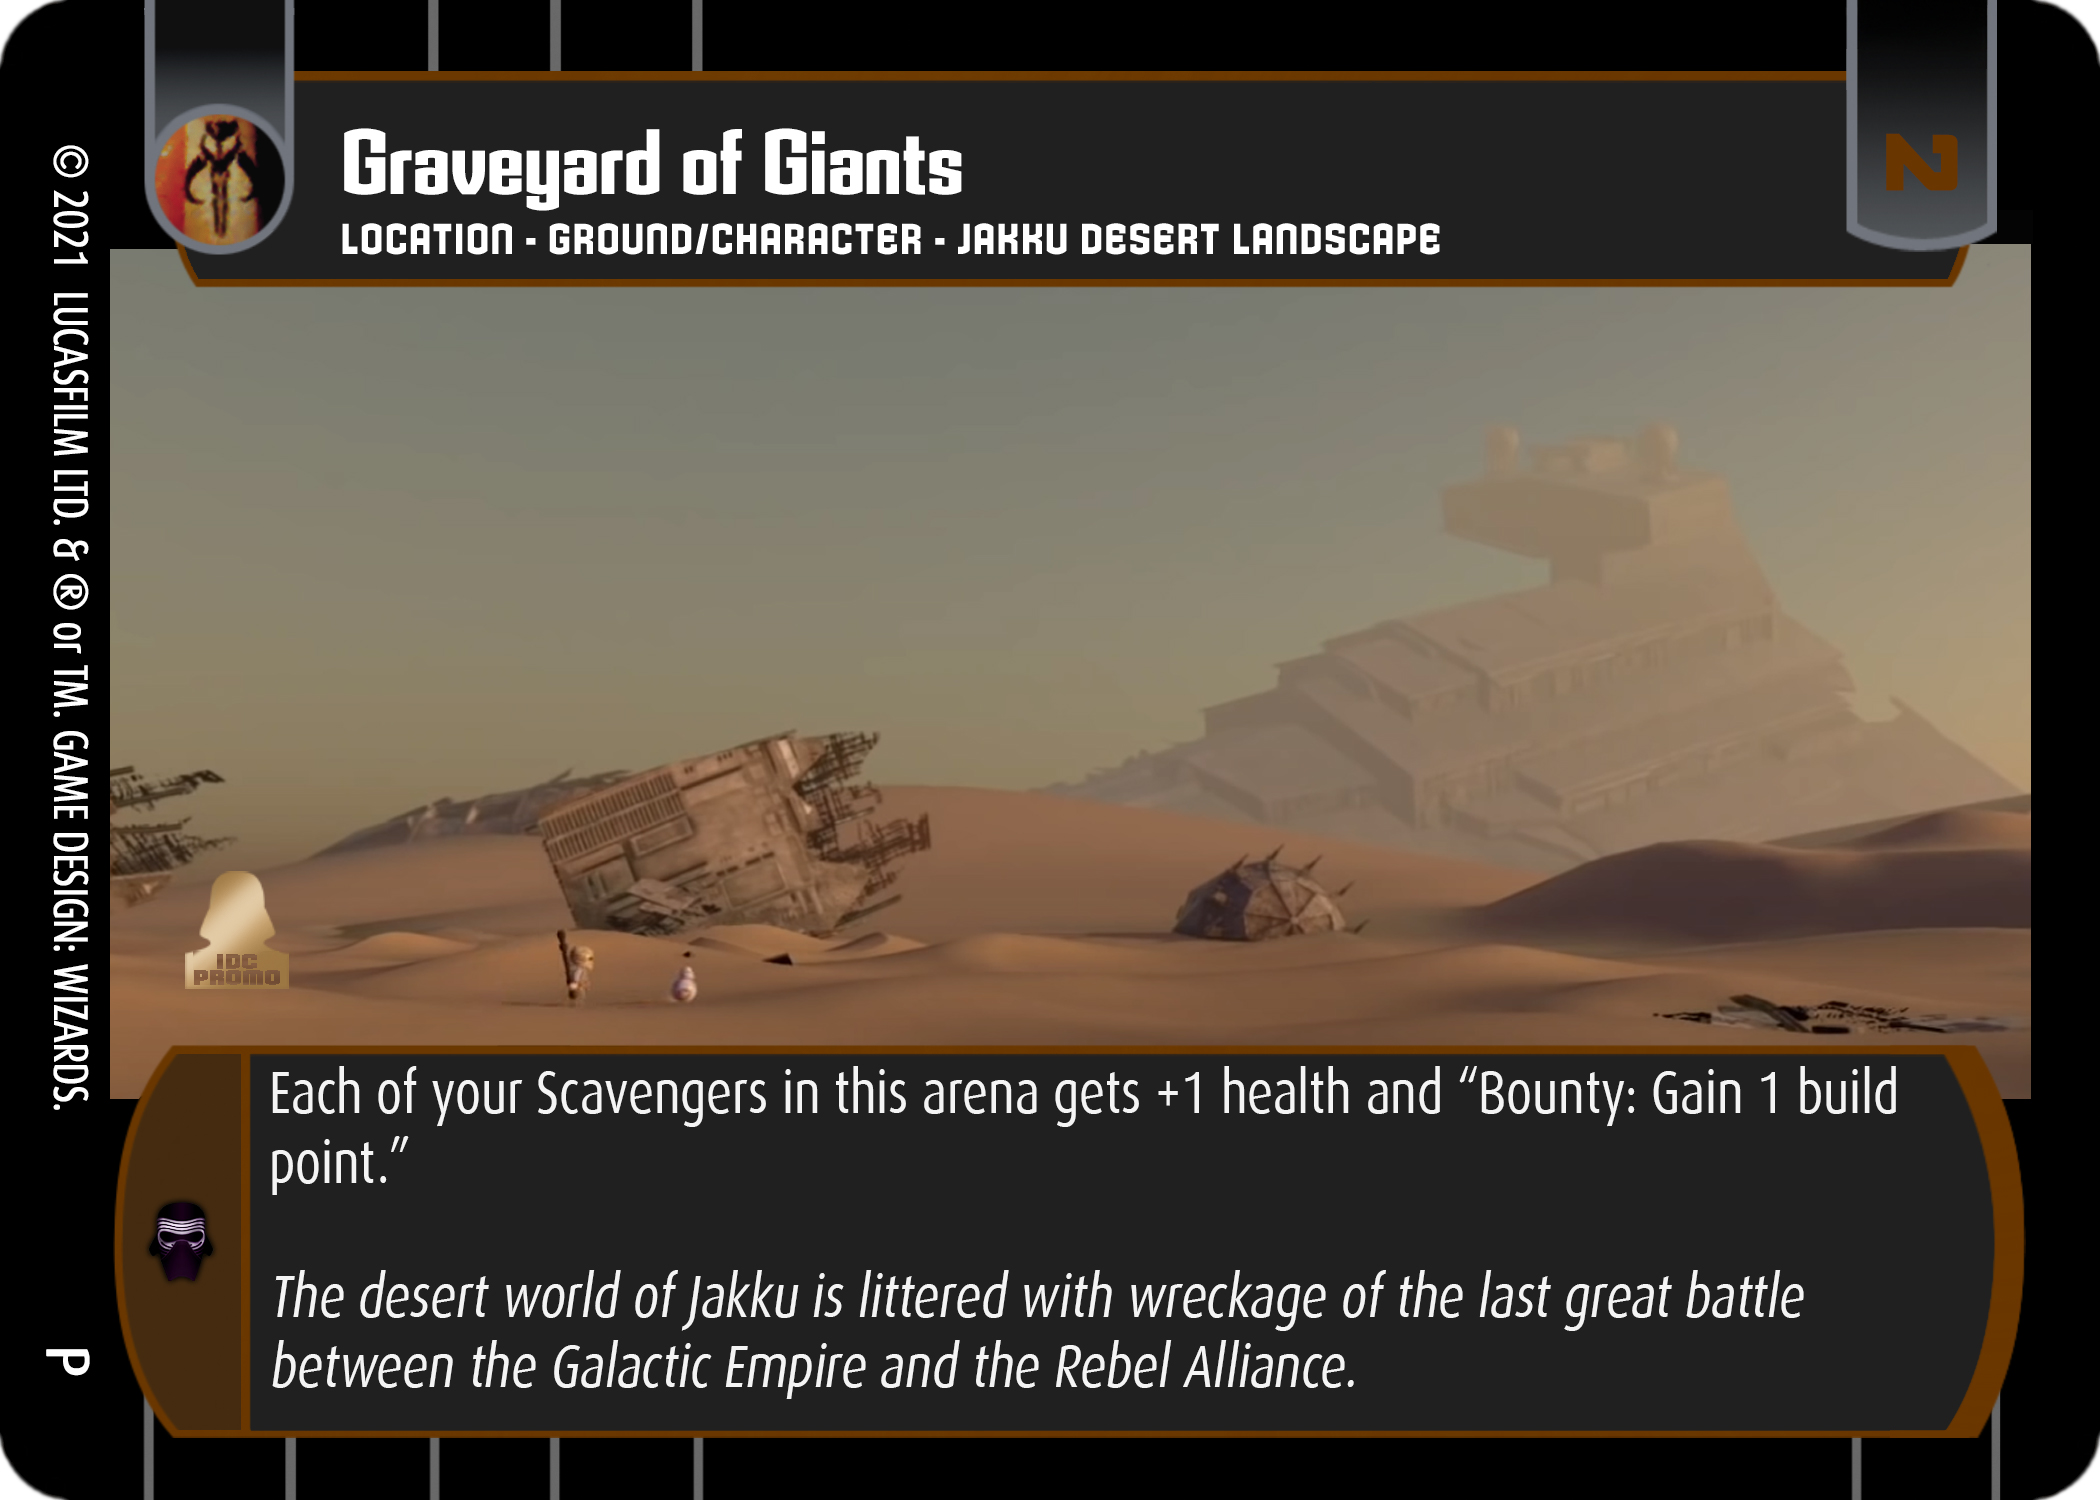 Graveyard of Giants
LOCATION - GROUND/CHARACTER - JAKKU DESERT LANDSCAPE
2
© 2021 LUCASFILM LTD. & ® or TM. GAME DESIGN: WIZARDS.
P
IDC
PROMO
Each of your Scavengers in this arena gets +1 health and “Bounty: Gain 1 build
point.”
The desert world of Jakku is littered with wreckage of the last great battle
between the Galactic Empire and the Rebel Alliance.